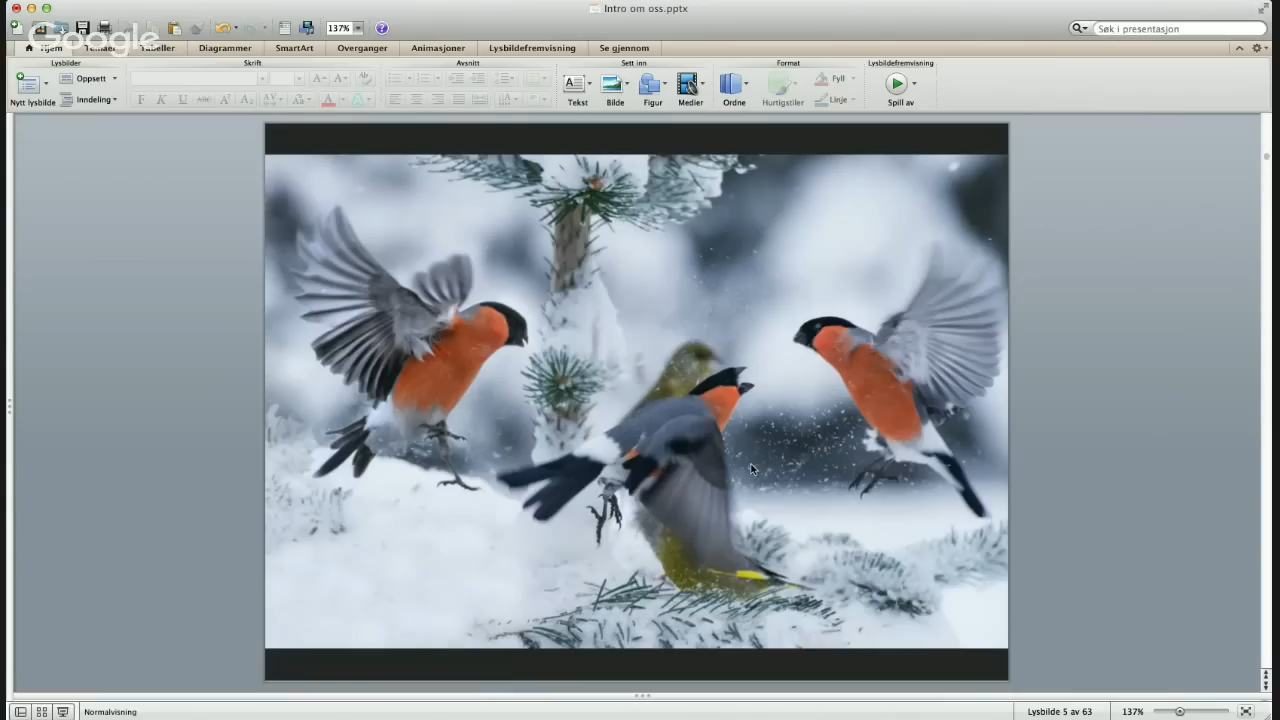 Intro om oss.pptx
137%
Søk i presentasjon
Google
Hjem Temaer Tabeller Diagrammer SmartArt Overganger Animasjoner Lysbildefremvisning Se gjennom
Lysbilder Skrift Avsnitt Sett inn Format Lysbildefremvisning
Nytt lysbilde Oppsett Inndeling
Tekst Bilde Figur Medier Ordne Hurtigstiler Fyll Linje Spill av
Normalvisning Lysbilde 5 av 63 137%